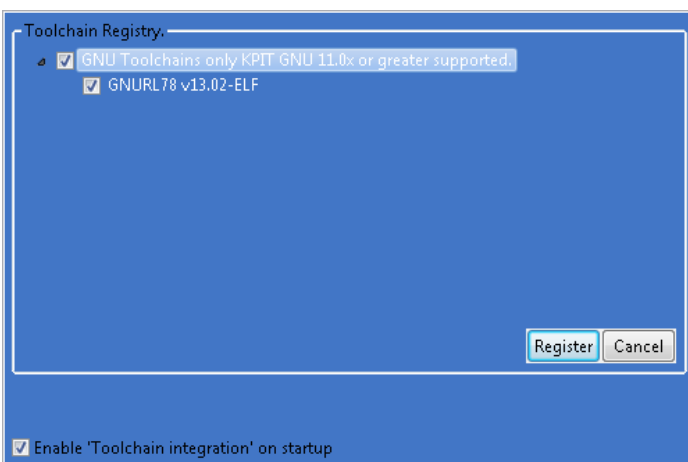 Toolchain Registry.
GNU Toolchains only KPIT GNU 11.0x or greater supported.
GNURL78 v13.02-ELF
Register Cancel
Enable 'Toolchain integration' on startup